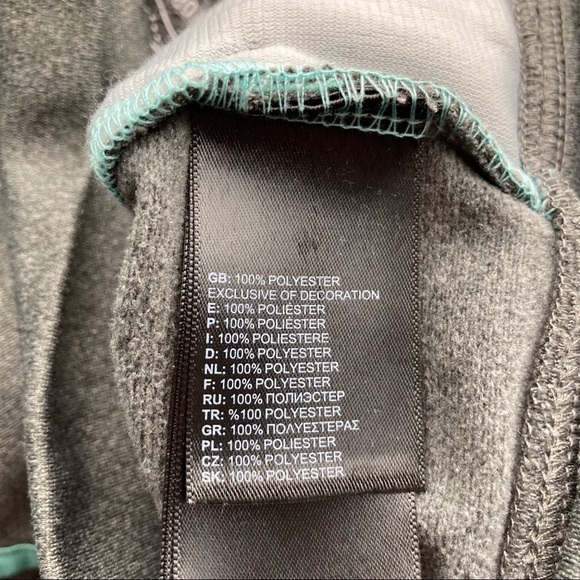 GB: 100% POLYESTER
EXCLUSIVE OF DECORATION
E: 100% POLIÉSTER
P: 100% POLIÉSTER
I: 100% POLIESTERE
D: 100% POLYESTER
NL: 100% POLYESTER
F: 100% POLYESTER
RU: 100% ПОЛИЭСТЕР
TR: %100 POLYESTER
GR: 100% ΠΟΛΥΕΣΤΕΡΑΣ
PL: 100% POLIESTER
CZ: 100% POLYESTER
SK: 100% POLYESTER